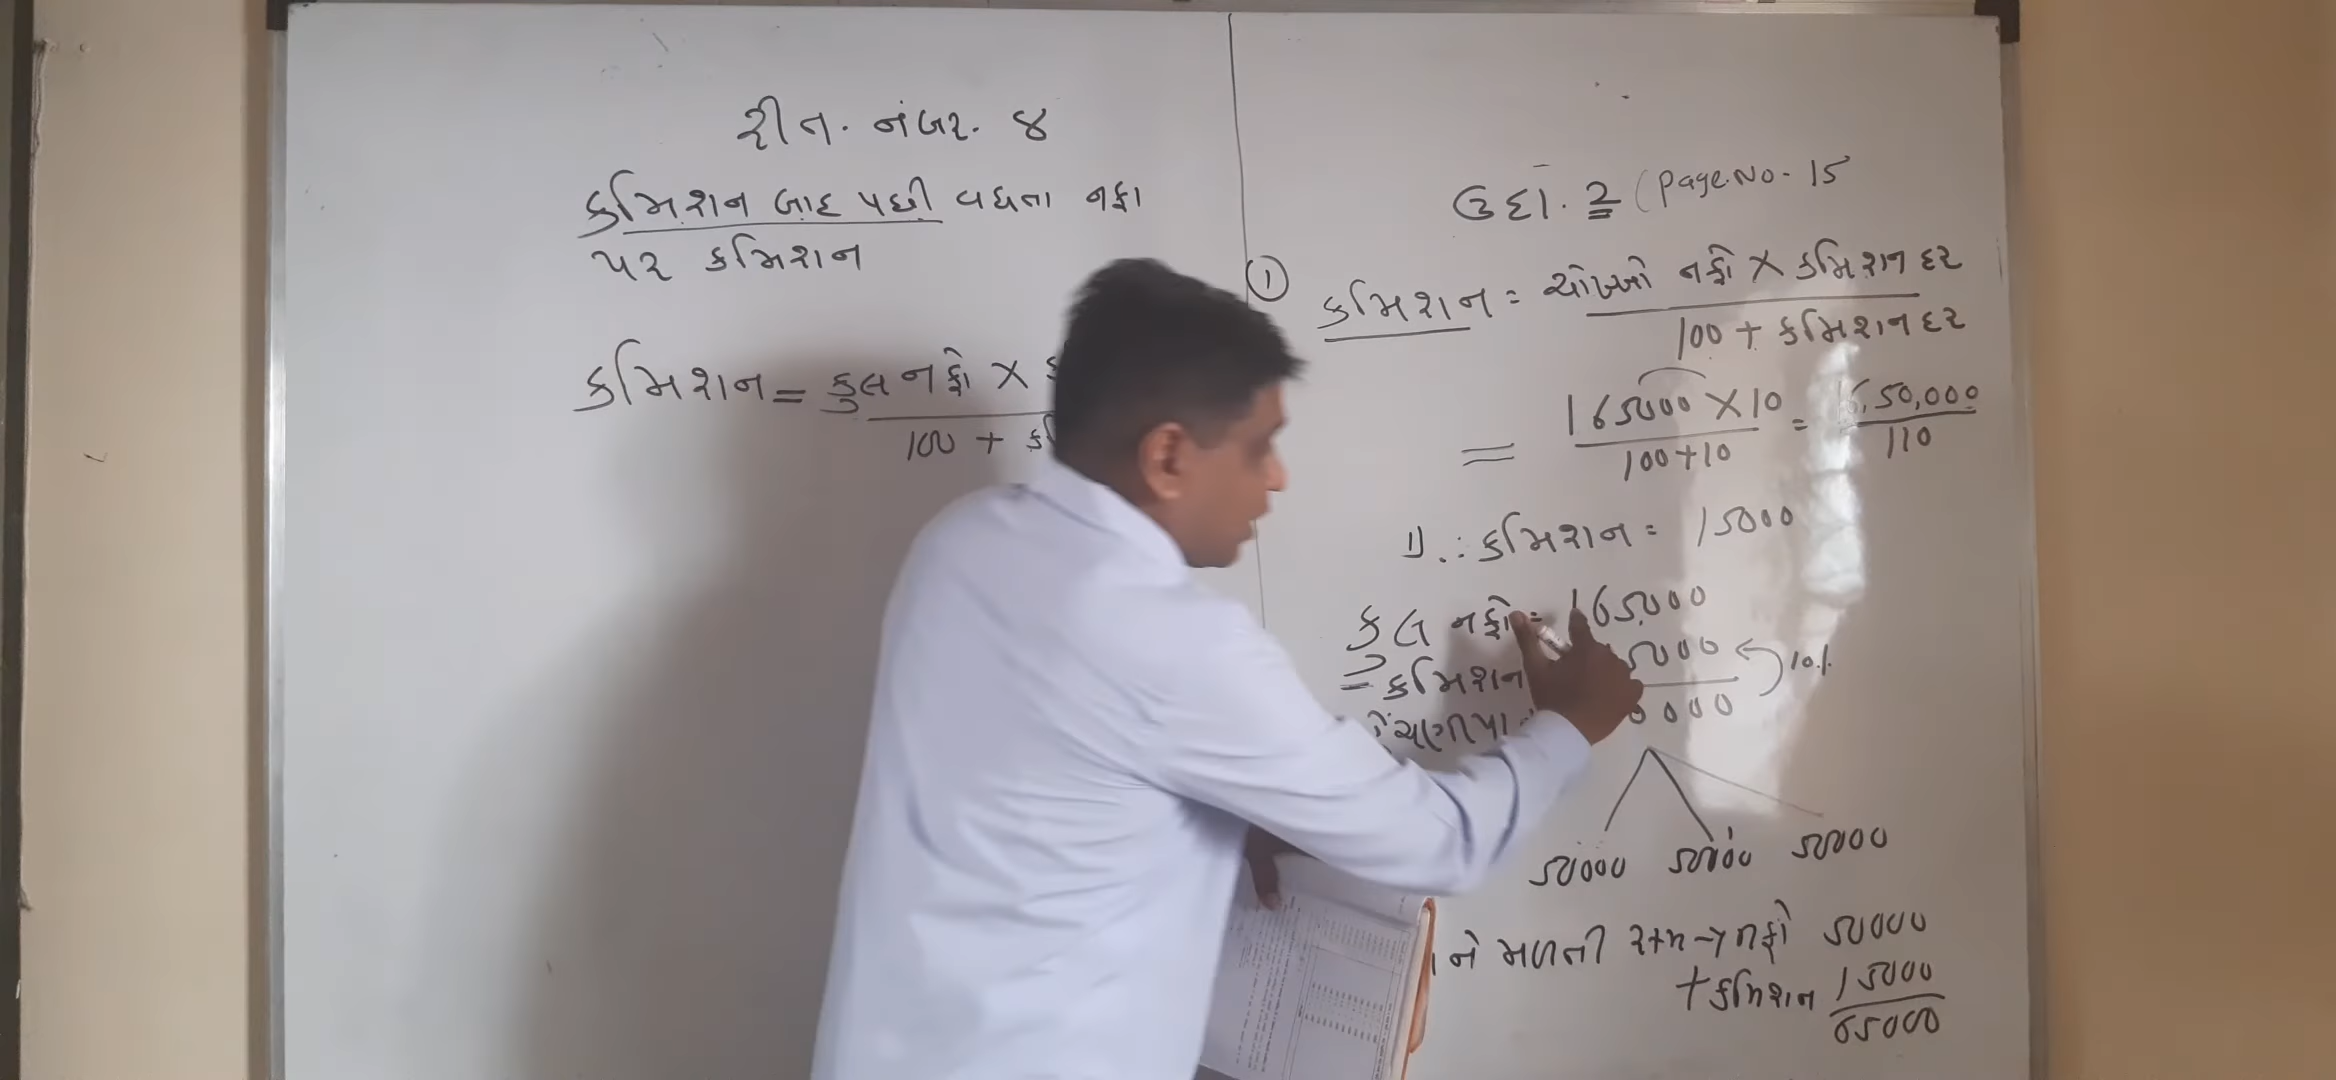 રીત. નંબર. ૪
કમિશન બાદ પછી વધતા નફા
પર કમિશન
કમિશન = કુલ નફો ×
100 +
ઉદા. 2 (Page.No. 15
① કમિશન = ચોખ્ખો નફો × કમિશન દર
100 + કમિશન દર
= 165000 × 10 = 16,50,000
100+10 110
∴ કમિશન = 15000
કુલ નફો = 165000
- કમિશન 5000 10%
0000
50000 50000 50000
ને મળતી રકમ → નફો 50000
+ કમિશન 15000
65000